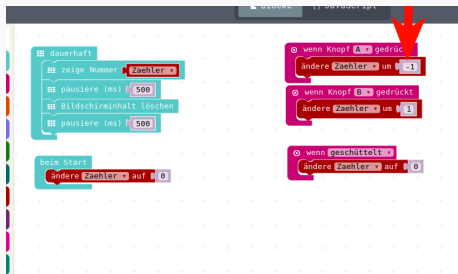 Blöcke {} JavaScript
dauerhaft
zeige Nummer Zaehler
pausiere (ms) 500
Bildschirminhalt löschen
pausiere (ms) 500
beim Start
ändere Zaehler auf 0
wenn Knopf A gedrückt
ändere Zaehler um -1
wenn Knopf B gedrückt
ändere Zaehler um 1
wenn geschüttelt
ändere Zaehler auf 0